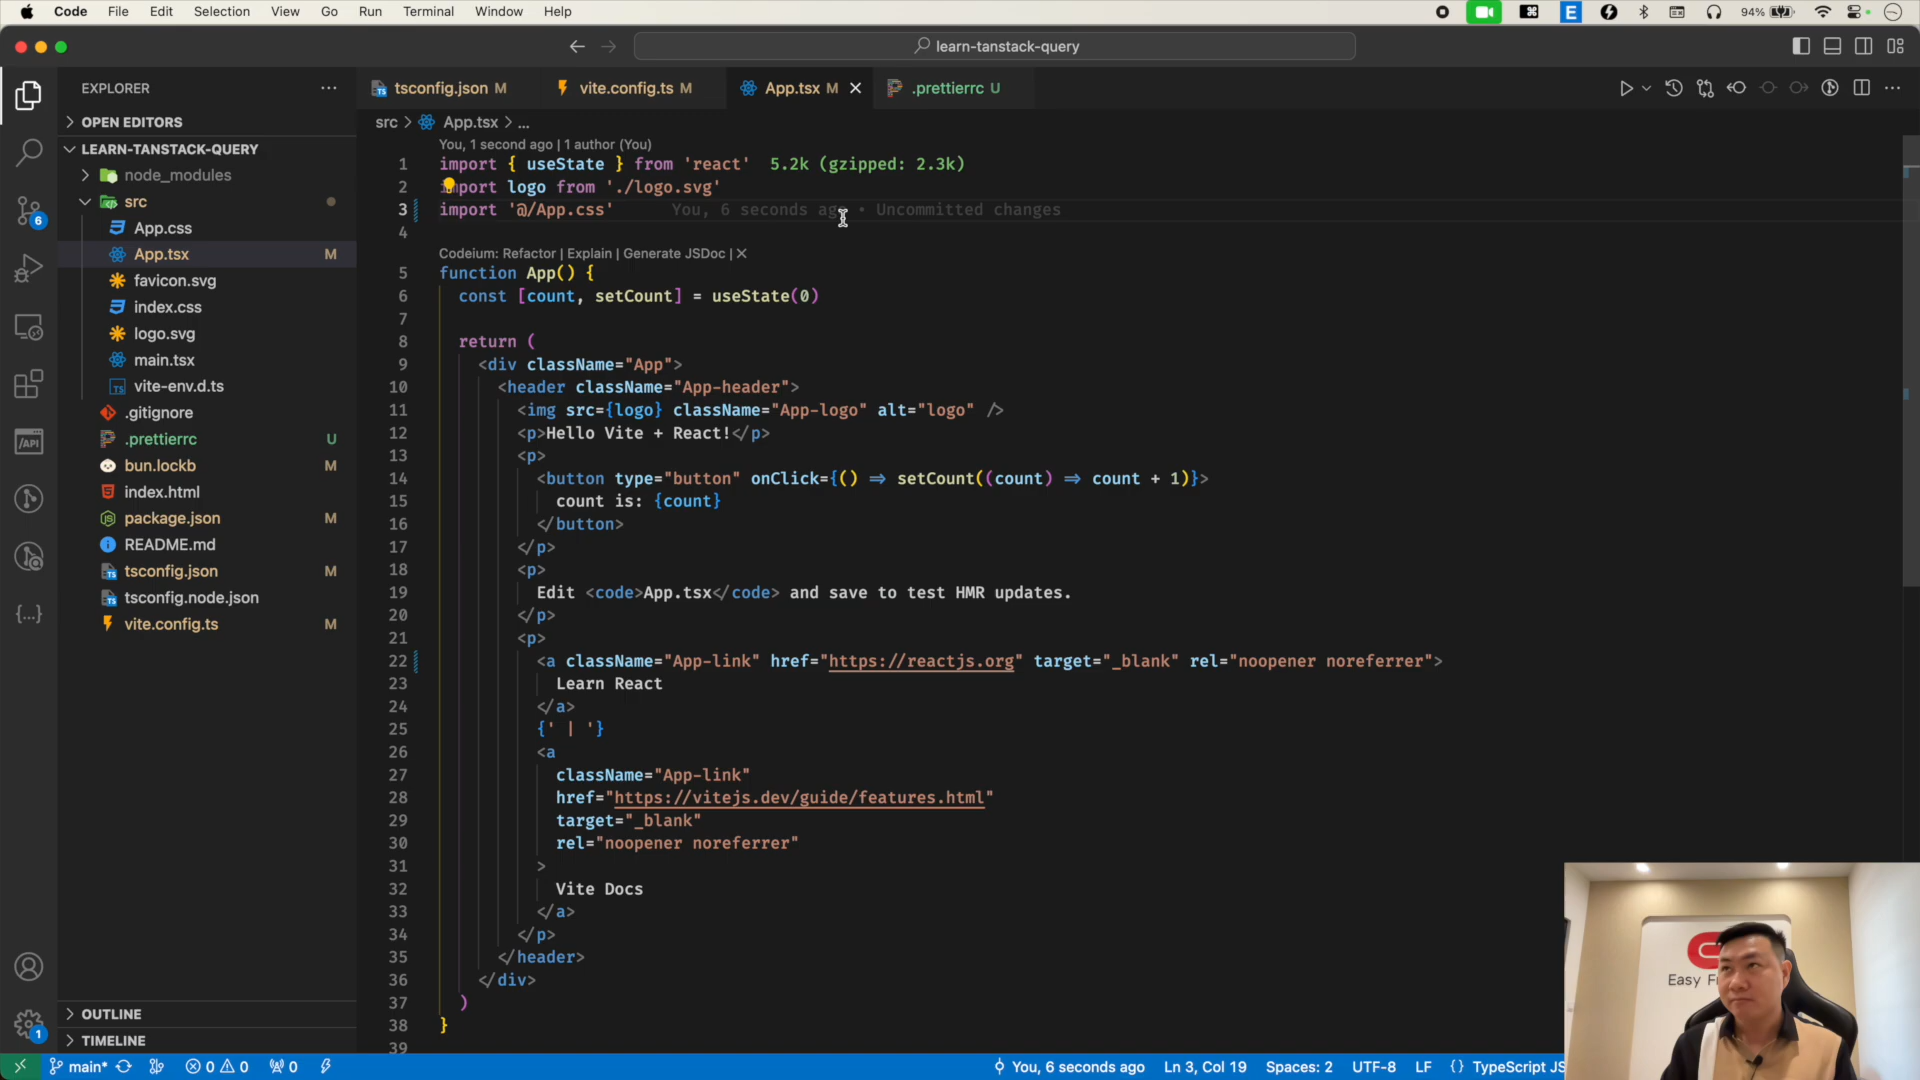 Code File Edit Selection View Go Run Terminal Window Help E 94%
learn-tanstack-query
EXPLORER
tsconfig.json M
vite.config.ts M
App.tsx M
.prettierrc U
OPEN EDITORS
LEARN-TANSTACK-QUERY
node_modules
src
App.css
App.tsx M
favicon.svg
index.css
logo.svg
main.tsx
TS vite-env.d.ts
.gitignore
.prettierrc U
bun.lockb M
index.html
package.json M
README.md
tsconfig.json M
tsconfig.node.json
vite.config.ts M
OUTLINE
TIMELINE
6
/API
{...}
1
src > App.tsx > ...
You, 1 second ago | 1 author (You)
1 import { useState } from 'react' 5.2k (gzipped: 2.3k)
2 import logo from './logo.svg'
3 import '@/App.css' You, 6 seconds ago • Uncommitted changes
4
Codeium: Refactor | Explain | Generate JSDoc | X
5 function App() {
6 const [count, setCount] = useState(0)
7
8 return (
9 <div className="App">
10 <header className="App-header">
11 <img src={logo} className="App-logo" alt="logo" />
12 <p>Hello Vite + React!</p>
13 <p>
14 <button type="button" onClick={() => setCount((count) => count + 1)}>
15 count is: {count}
16 </button>
17 </p>
18 <p>
19 Edit <code>App.tsx</code> and save to test HMR updates.
20 </p>
21 <p>
22 <a className="App-link" href="https://reactjs.org" target="_blank" rel="noopener noreferrer">
23 Learn React
24 </a>
25 {' | '}
26 <a
27 className="App-link"
28 href="https://vitejs.dev/guide/features.html"
29 target="_blank"
30 rel="noopener noreferrer"
31 >
32 Vite Docs
33 </a>
34 </p>
35 </header>
36 </div>
37 )
38 }
39
Easy
main* 0 0 0 You, 6 seconds ago Ln 3, Col 19 Spaces: 2 UTF-8 LF {} TypeScript